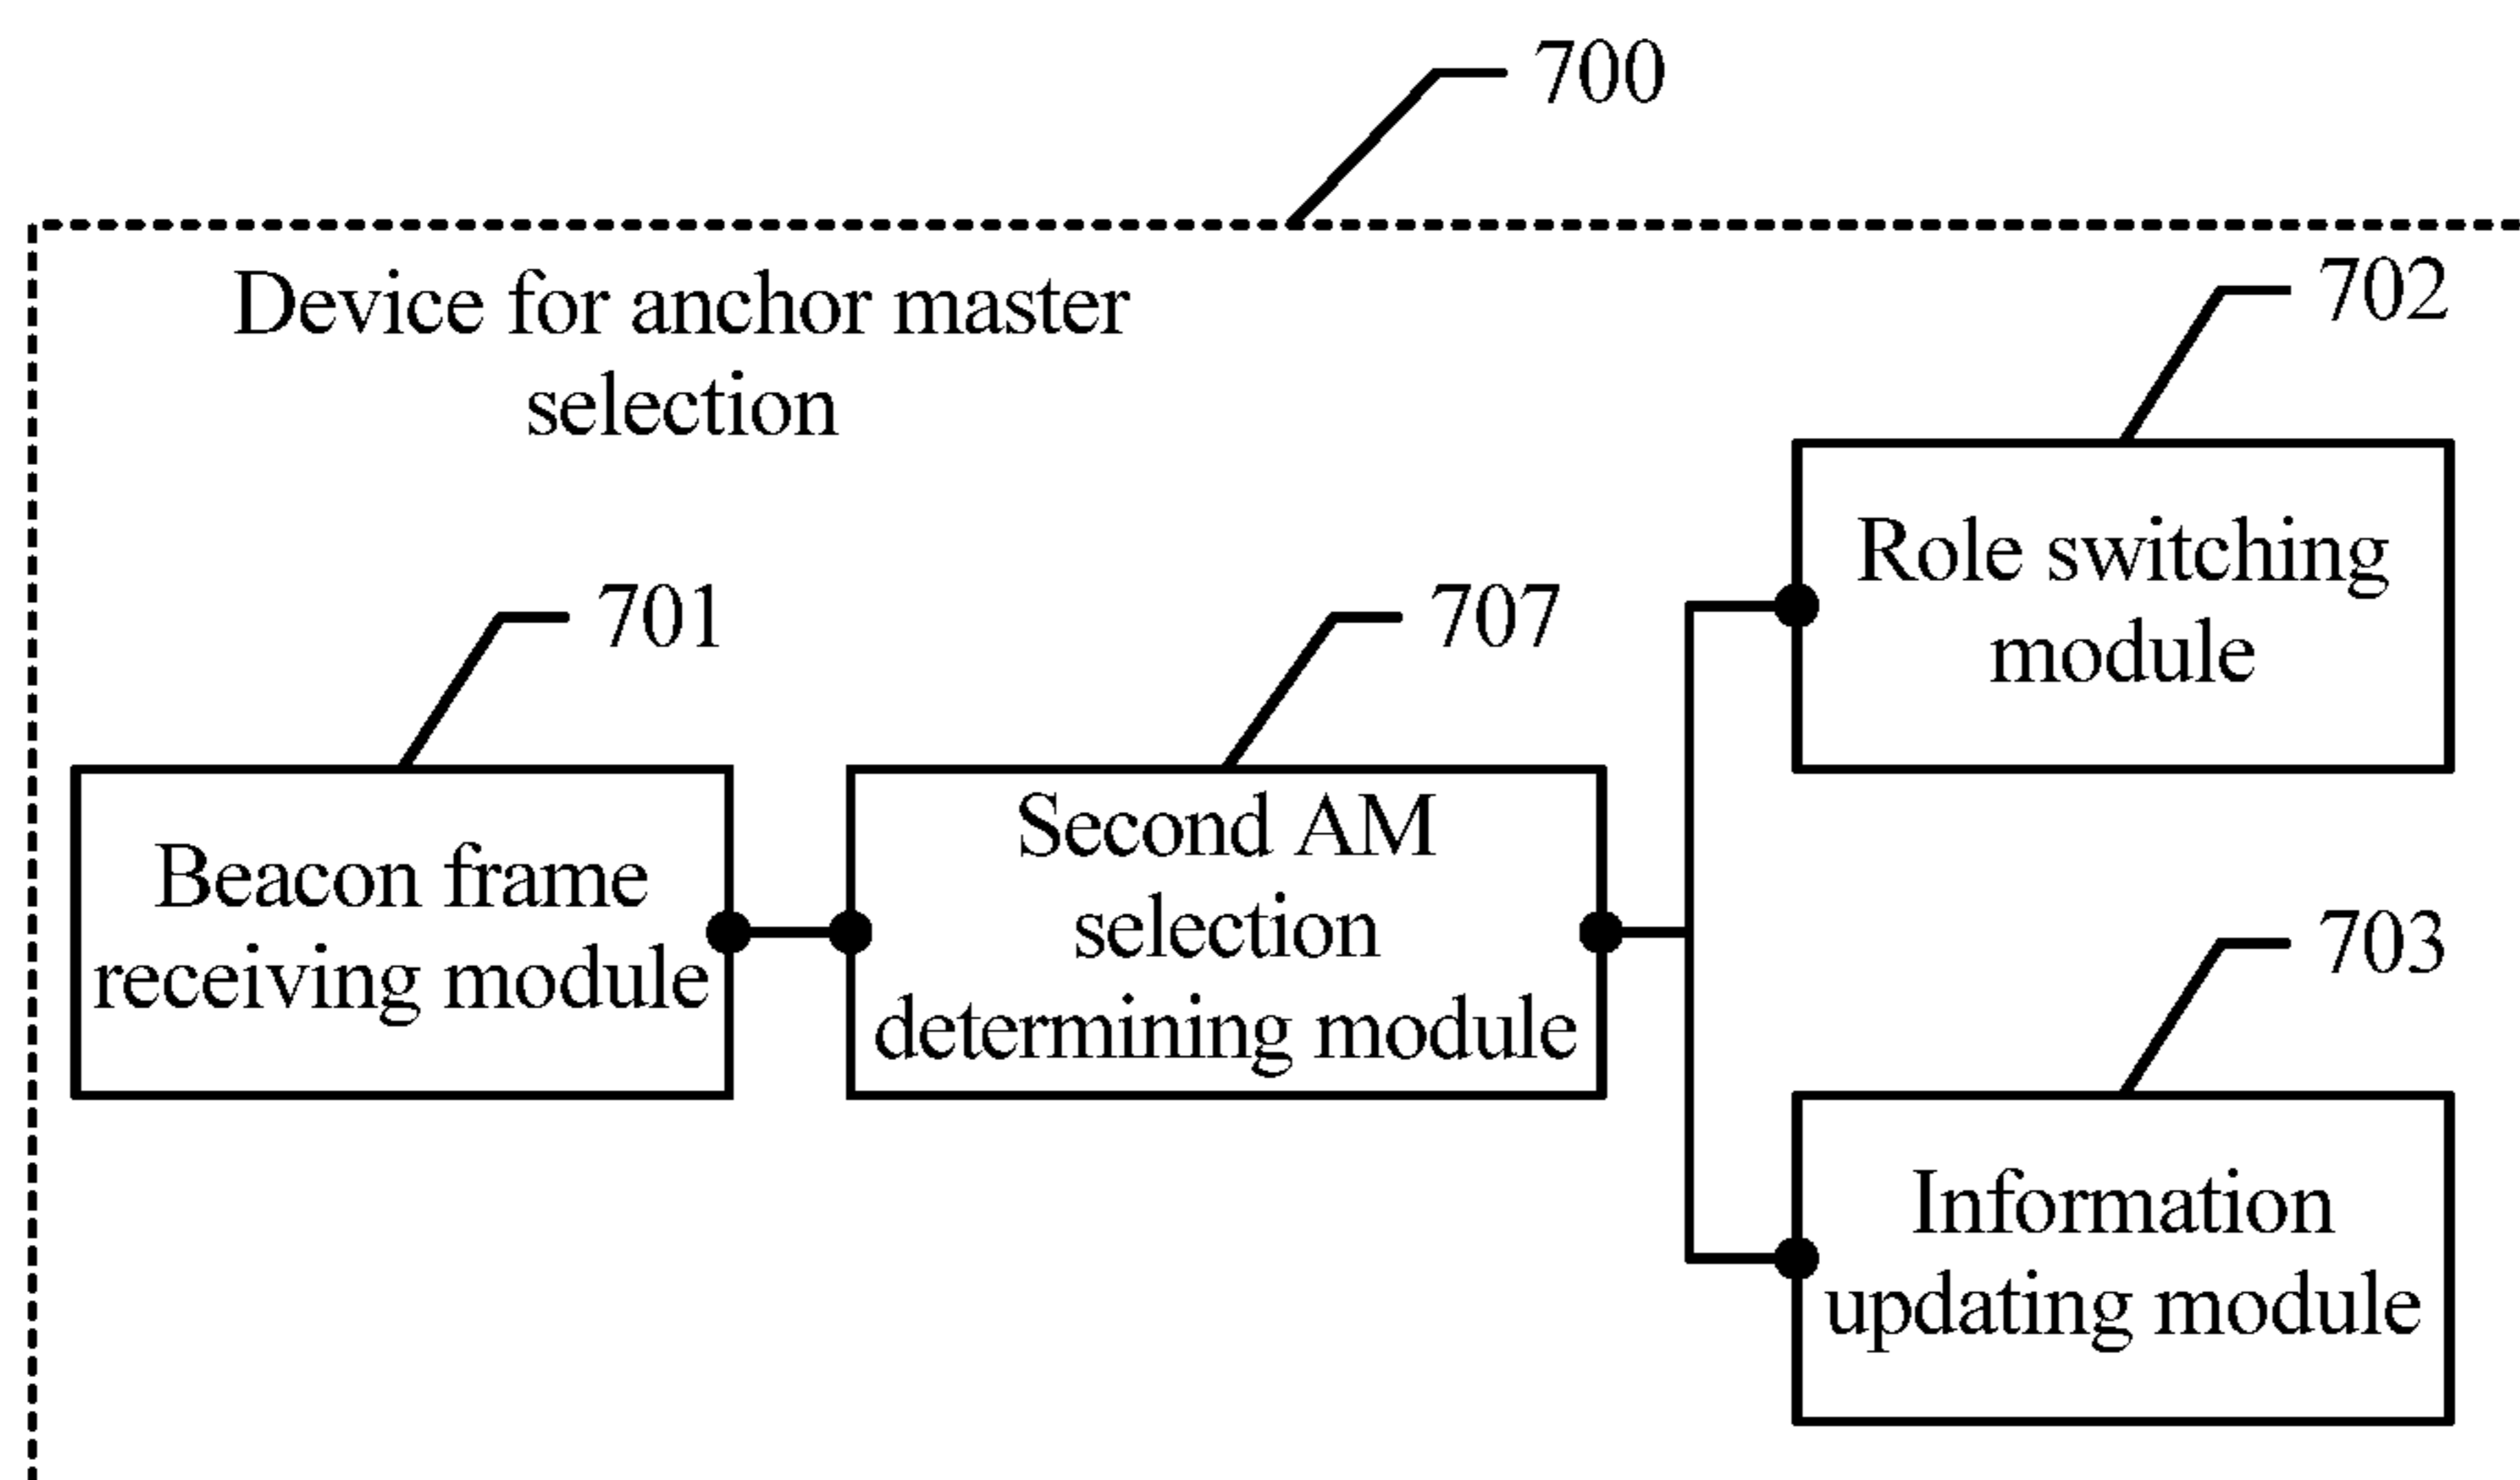 700
Device for anchor master
selection
702
Role switching
module
701
Beacon frame
receiving module
707
Second AM
selection
determining module
703
Information
updating module